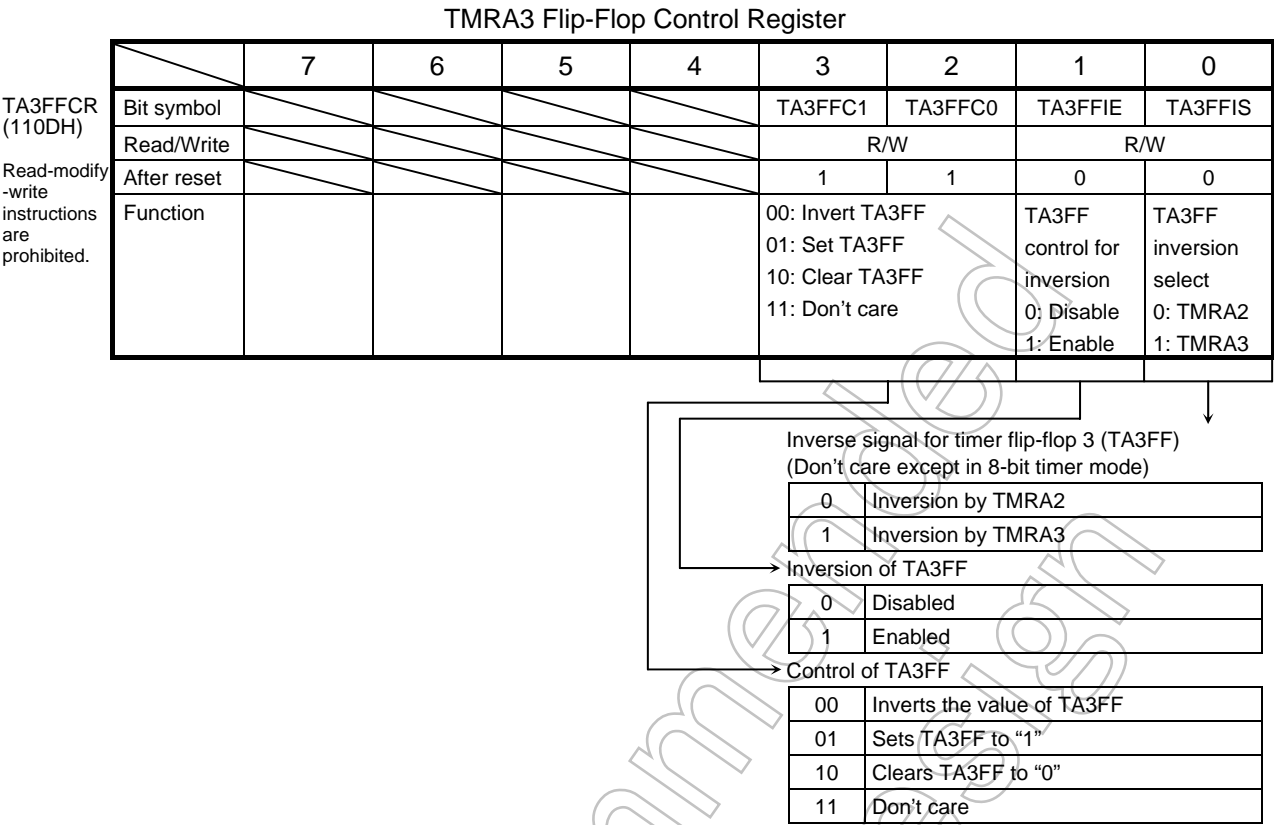 TMRA3 Flip-Flop Control Register
7 6 5 4 3 2 1 0
TA3FFCR
(110DH)
Read-modify
-write
instructions
are
prohibited.
Bit symbol TA3FFC1 TA3FFC0 TA3FFIE TA3FFIS
Read/Write R/W R/W
After reset 1 1 0 0
Function
00: Invert TA3FF
01: Set TA3FF
10: Clear TA3FF
11: Don’t care
TA3FF
control for
inversion
0: Disable
1: Enable
TA3FF
inversion
select
0: TMRA2
1: TMRA3
Inverse signal for timer flip-flop 3 (TA3FF)
(Don’t care except in 8-bit timer mode)
0 Inversion by TMRA2
1 Inversion by TMRA3
Inversion of TA3FF
0 Disabled
1 Enabled
Control of TA3FF
00 Inverts the value of TA3FF
01 Sets TA3FF to “1”
10 Clears TA3FF to “0”
11 Don’t care